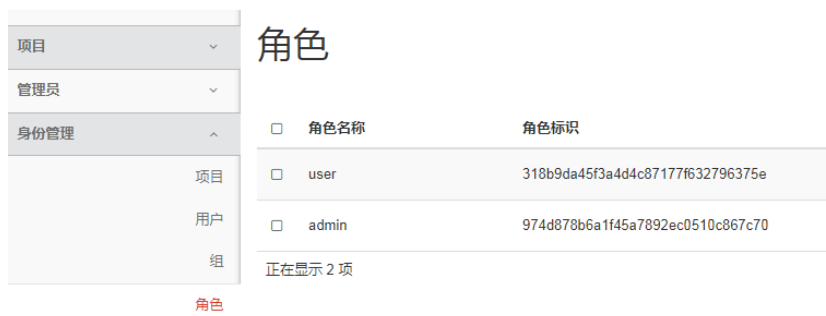 项目
管理员
身份管理
项目
用户
组
角色
角色
角色名称 角色标识
user 318b9da45f3a4d4c87177f632796375e
admin 974d878b6a1f45a7892ec0510c867c70
正在显示 2 项